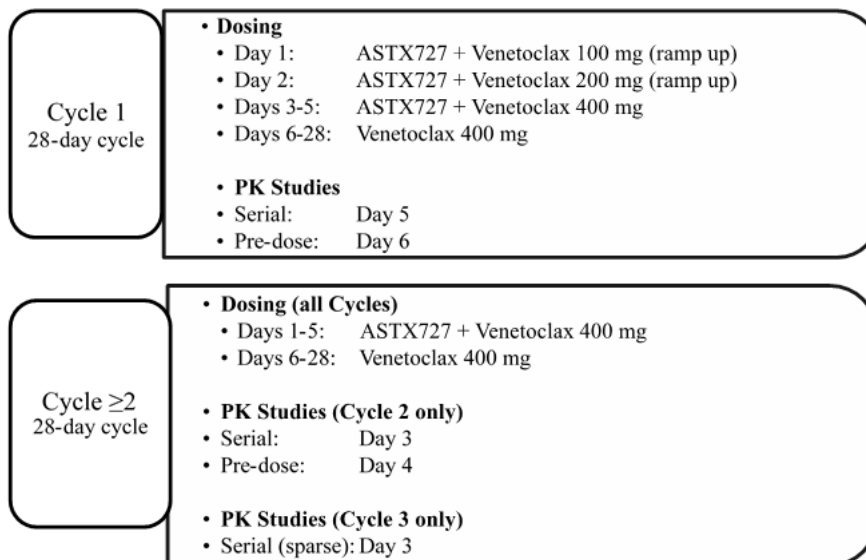 Cycle 1
28-day cycle
• Dosing
• Day 1: ASTX727 + Venetoclax 100 mg (ramp up)
• Day 2: ASTX727 + Venetoclax 200 mg (ramp up)
• Days 3-5: ASTX727 + Venetoclax 400 mg
• Days 6-28: Venetoclax 400 mg
• PK Studies
• Serial: Day 5
• Pre-dose: Day 6
Cycle ≥2
28-day cycle
• Dosing (all Cycles)
• Days 1-5: ASTX727 + Venetoclax 400 mg
• Days 6-28: Venetoclax 400 mg
• PK Studies (Cycle 2 only)
• Serial: Day 3
• Pre-dose: Day 4
• PK Studies (Cycle 3 only)
• Serial (sparse): Day 3